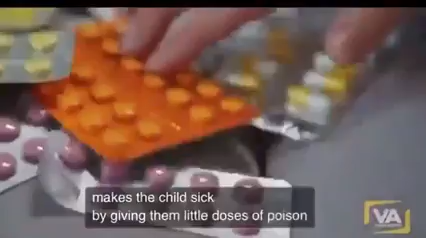 makes the child sick
by giving them little doses of poison
VA